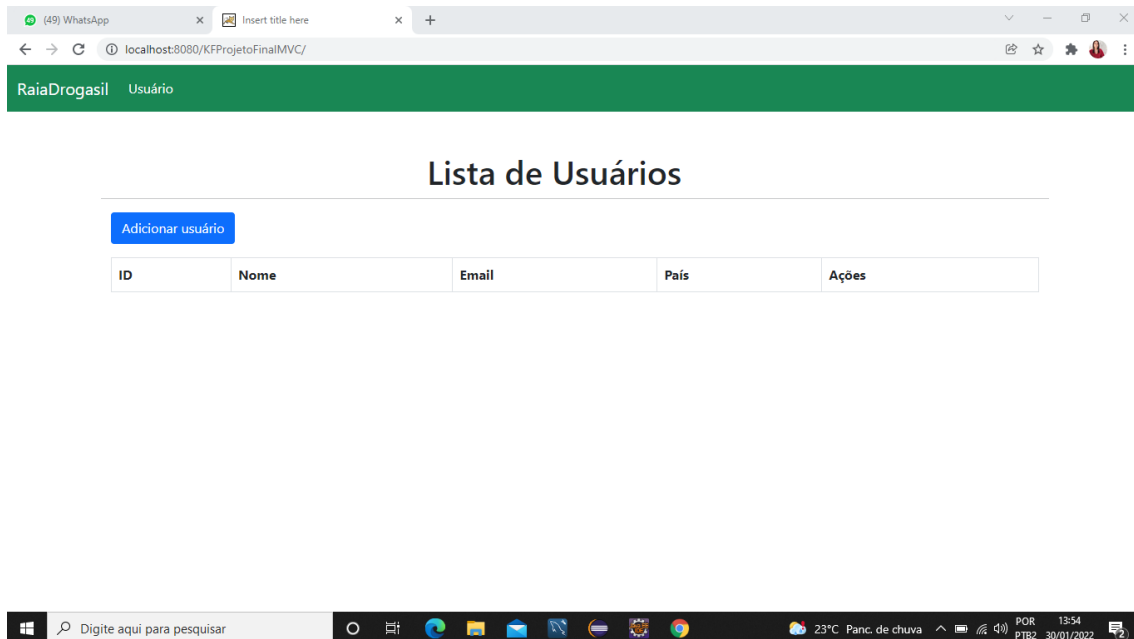 (49) WhatsApp
Insert title here
localhost:8080/KFProjetoFinalMVC/
RaiaDrogasil Usuário
Lista de Usuários
Adicionar usuário
ID Nome Email País Ações
Digite aqui para pesquisar
23°C Panc. de chuva
POR 13:54
PTB2 30/01/2022